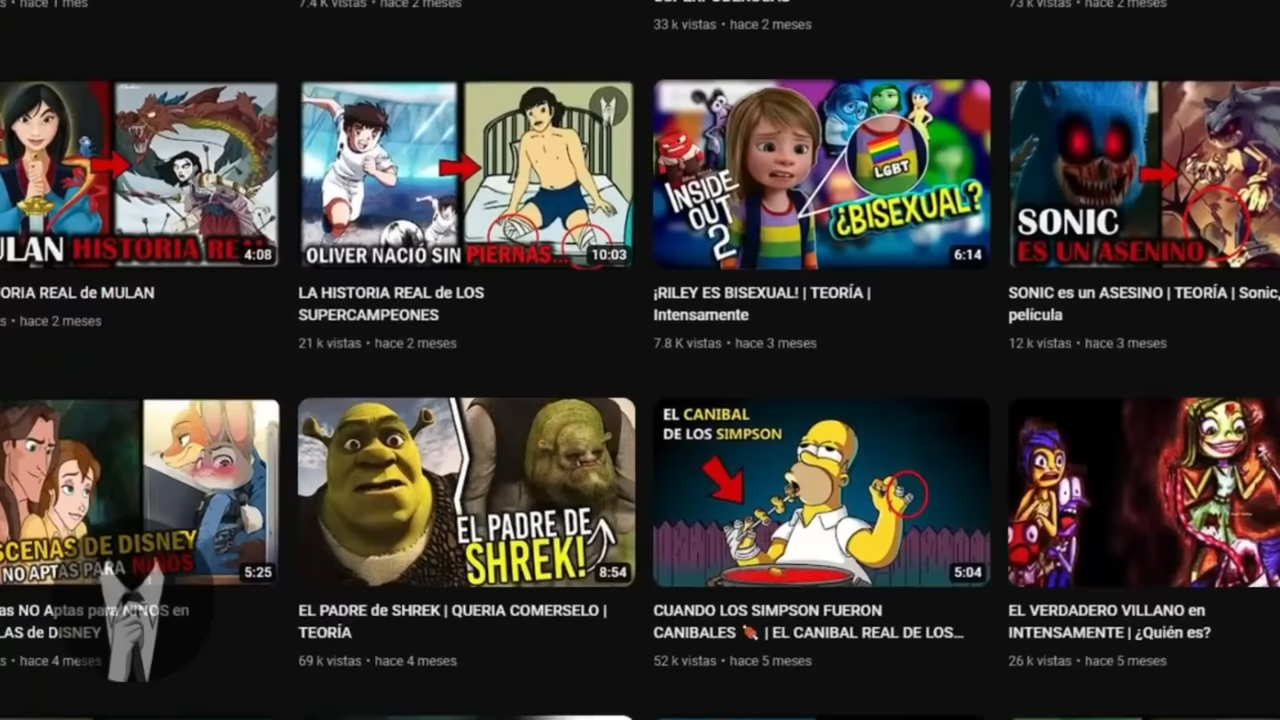 hace 1 mes
7.4 K vistas • hace 2 meses
33 k vistas • hace 2 meses
73 k vistas • hace 2 meses
ULAN HISTORIA RE
4:08
OLIVER NACIÓ SIN PIERNAS...
10:03
INSIDE
OUT
2
LGBT
¿BISEXUAL?
6:14
SONIC
ES UN ASENINO
ORIA REAL de MULAN
s • hace 2 meses
LA HISTORIA REAL de LOS
SUPERCAMPEONES
21 k vistas • hace 2 meses
¡RILEY ES BISEXUAL! | TEORÍA |
Intensamente
7.8 K vistas • hace 3 meses
SONIC es un ASESINO | TEORÍA | Sonic,
película
12 k vistas • hace 3 meses
SCENAS DE DISNEY
NO APTAS PARA NIÑOS
5:25
EL PADRE DE
SHREK!
8:54
EL CANIBAL
DE LOS SIMPSON
5:04
as NO Aptas para NIÑOS en
LAS de DISNEY
s • hace 4 meses
EL PADRE de SHREK | QUERIA COMERSELO |
TEORÍA
69 k vistas • hace 4 meses
CUANDO LOS SIMPSON FUERON
CANIBALES 🍖 | EL CANIBAL REAL DE LOS...
52 k vistas • hace 5 meses
EL VERDADERO VILLANO en
INTENSAMENTE | ¿Quién es?
26 k vistas • hace 5 meses